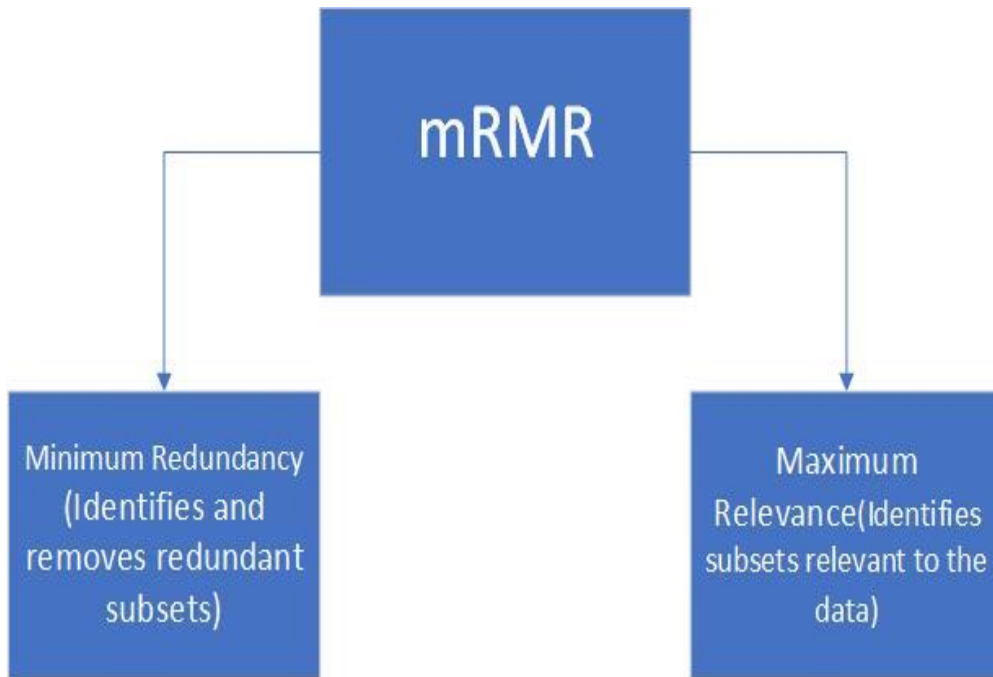 mRMR
Minimum Redundancy
(Identifies and
removes redundant
subsets)
Maximum
Relevance(Identifies
subsets relevant to the
data)